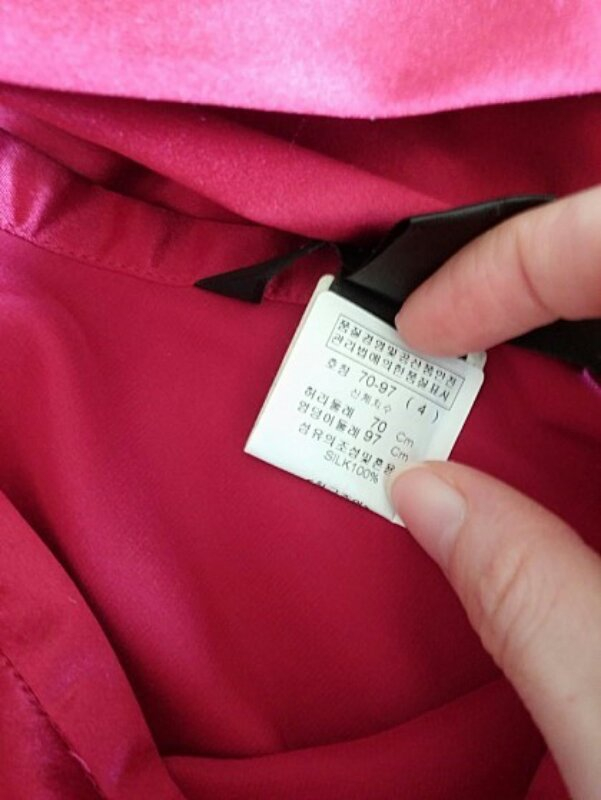 품질경영및공산품안전
관리법에의한품질표시
호칭 70-97 (4)
신체치수
허리둘레 70 Cm
엉덩이둘레 97 Cm
섬유의조성및혼용
SILK100%